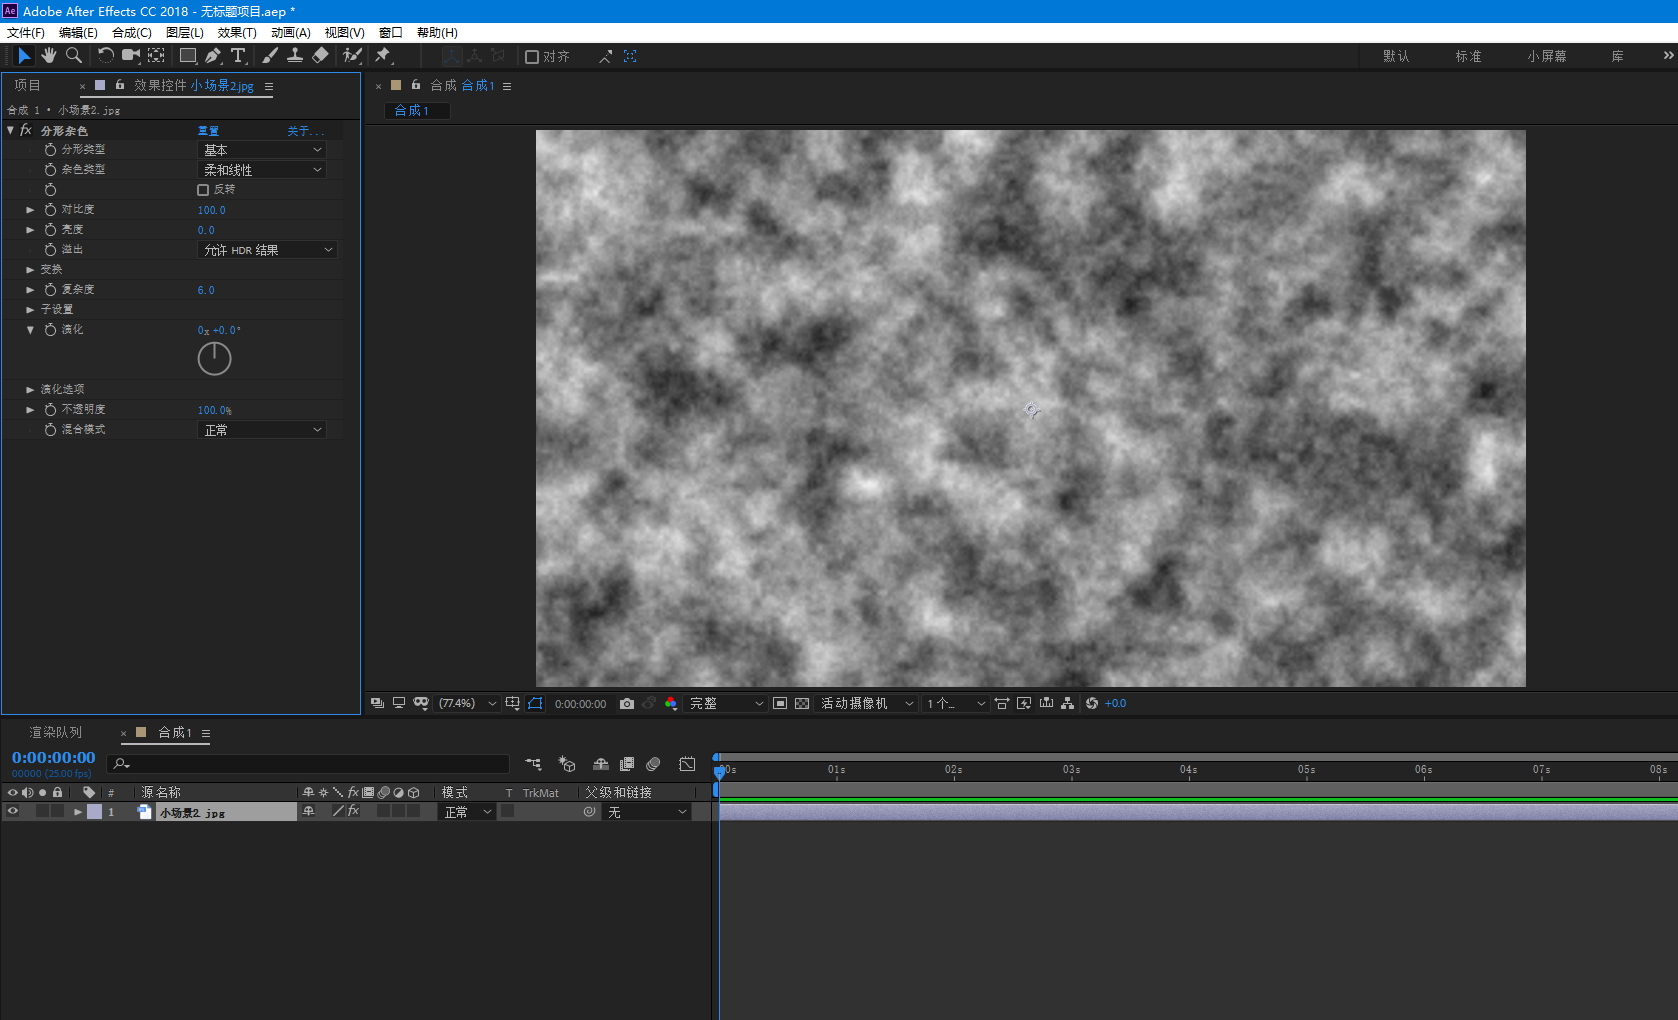 Ae Adobe After Effects CC 2018 - 无标题项目.aep *
文件(F) 编辑(E) 合成(C) 图层(L) 效果(T) 动画(A) 视图(V) 窗口 帮助(H)
对齐 默认 标准 小屏幕 库 »
项目 × 效果控件 小场景2.jpg
合成 1 • 小场景2.jpg
fx 分形杂色 重置 关于...
分形类型 基本
杂色类型 柔和线性
反转
对比度 100.0
亮度 0.0
溢出 允许 HDR 结果
变换
复杂度 6.0
子设置
演化 0x +0.0°
演化选项
不透明度 100.0%
混合模式 正常
× 合成 合成1
合成1
(77.4%) 0:00:00:00 完整 活动摄像机 1个... +0.0
渲染队列 × 合成1
0:00:00:00
00000 (25.00 fps)
:00s 01s 02s 03s 04s 05s 06s 07s 08s
# 源名称 fx 模式 T TrkMat 父级和链接
1 小场景2.jpg fx 正常 无